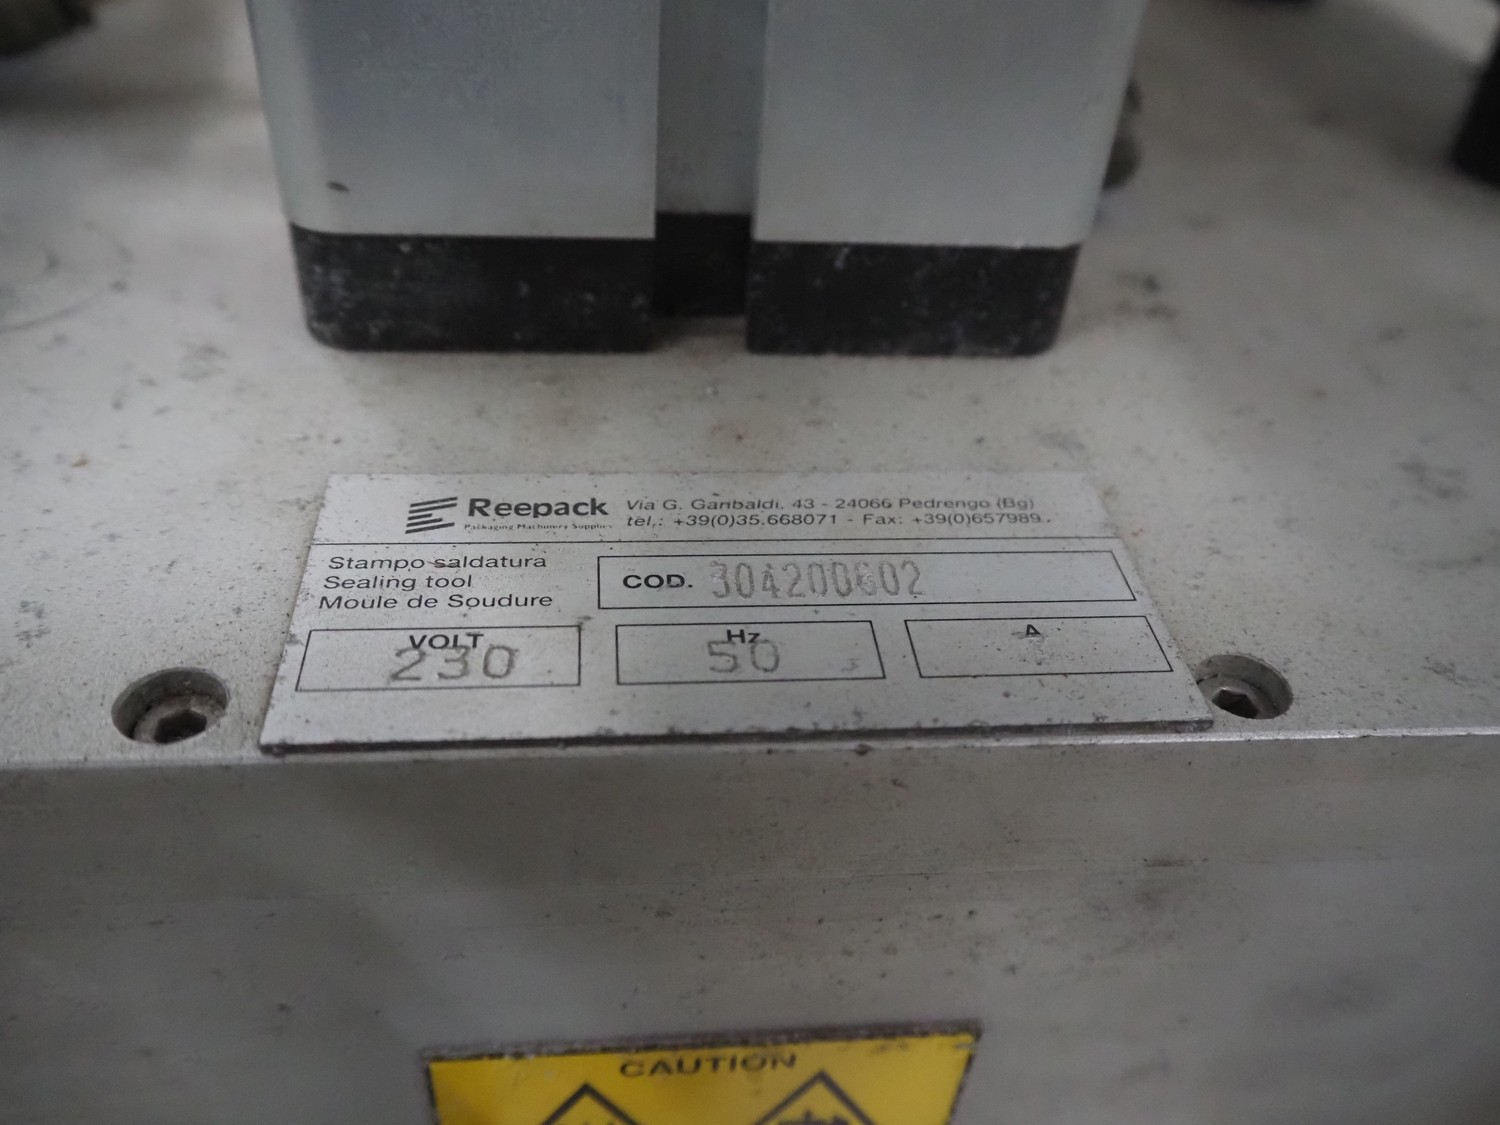 Reepack
Packaging Machinery Supplies
Via G. Garibaldi, 43 - 24066 Pedrengo (Bg)
tel.: +39(0)35.668071 - Fax: +39(0)657989.
Stampo saldatura
Sealing tool
Moule de Soudure
COD. 304200602
VOLT
230
Hz
50
A
CAUTION